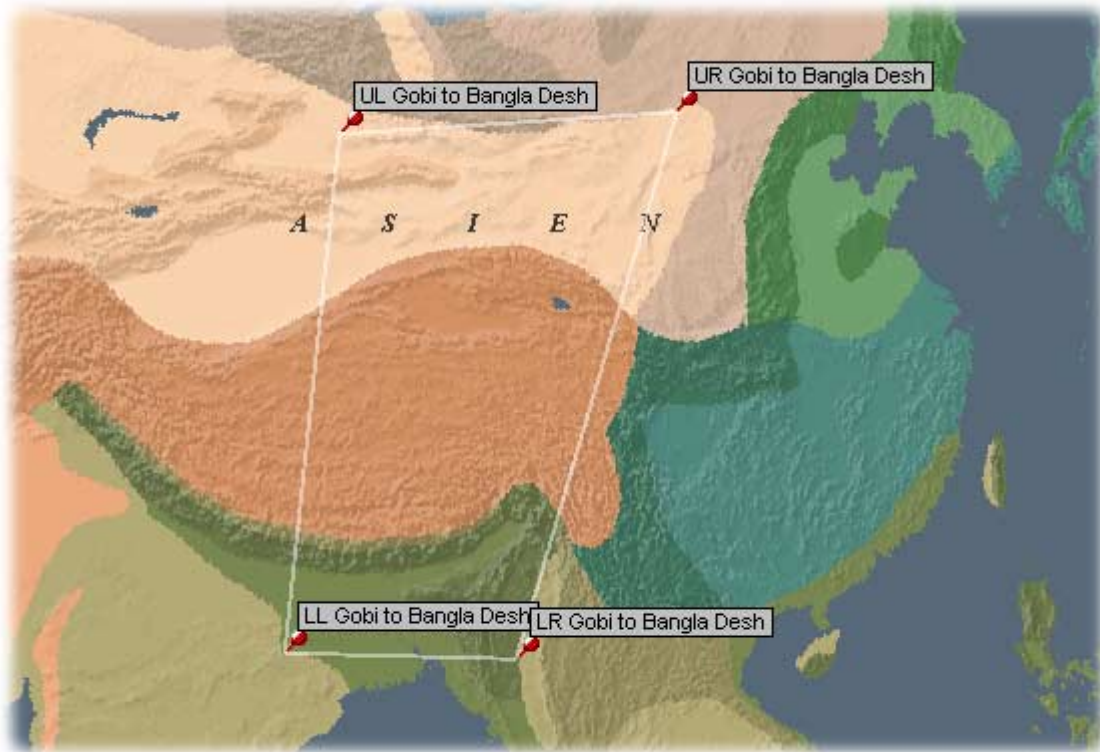 UR Gobi to Bangla Desh
UL Gobi to Bangla Desh
A S I E N
LL Gobi to Bangla Desh
LR Gobi to Bangla Desh